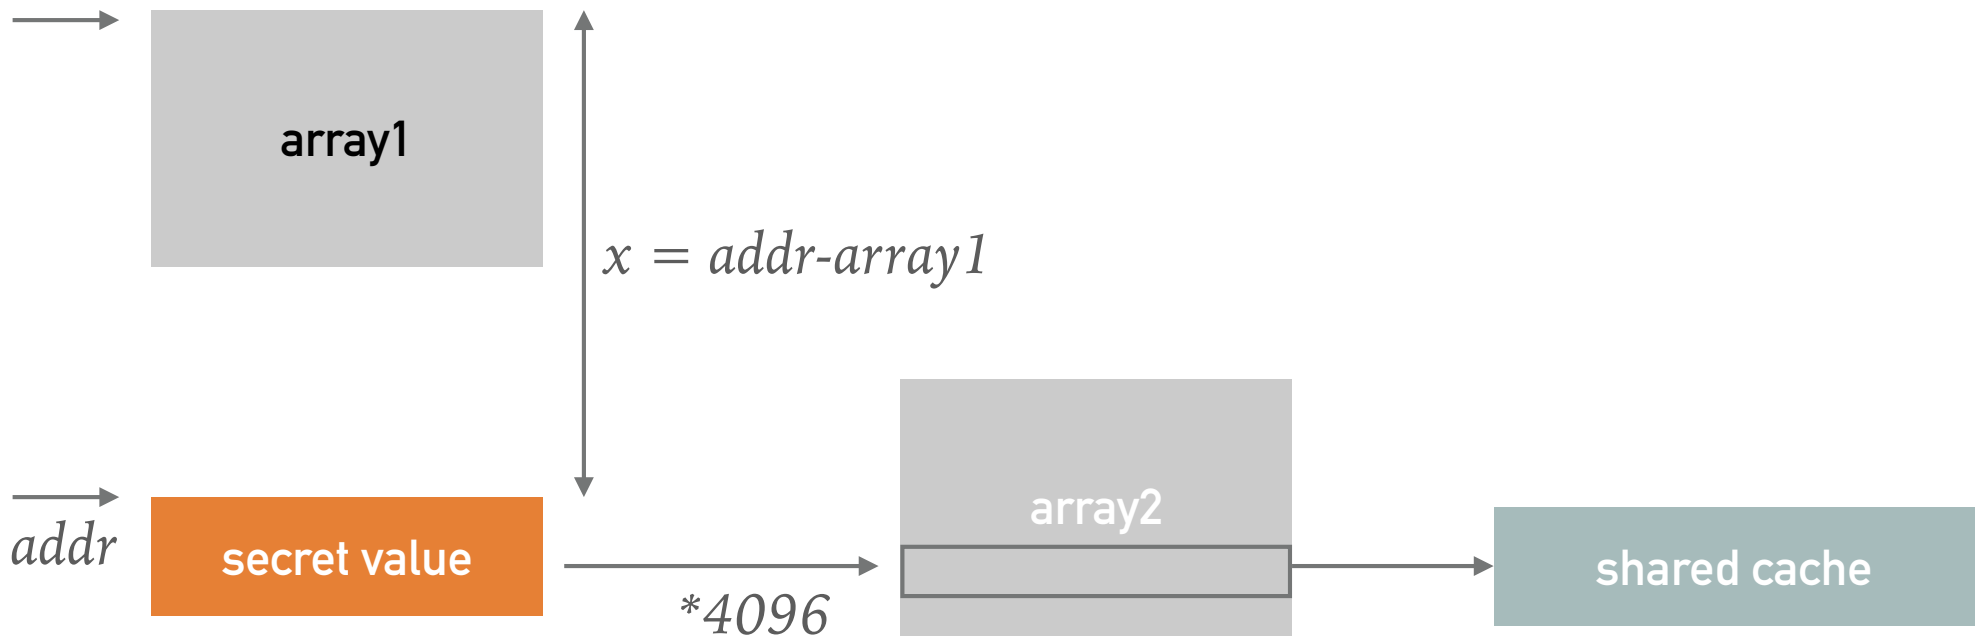 array1
x = addr-array1
array2
addr
secret value
shared cache
*4096